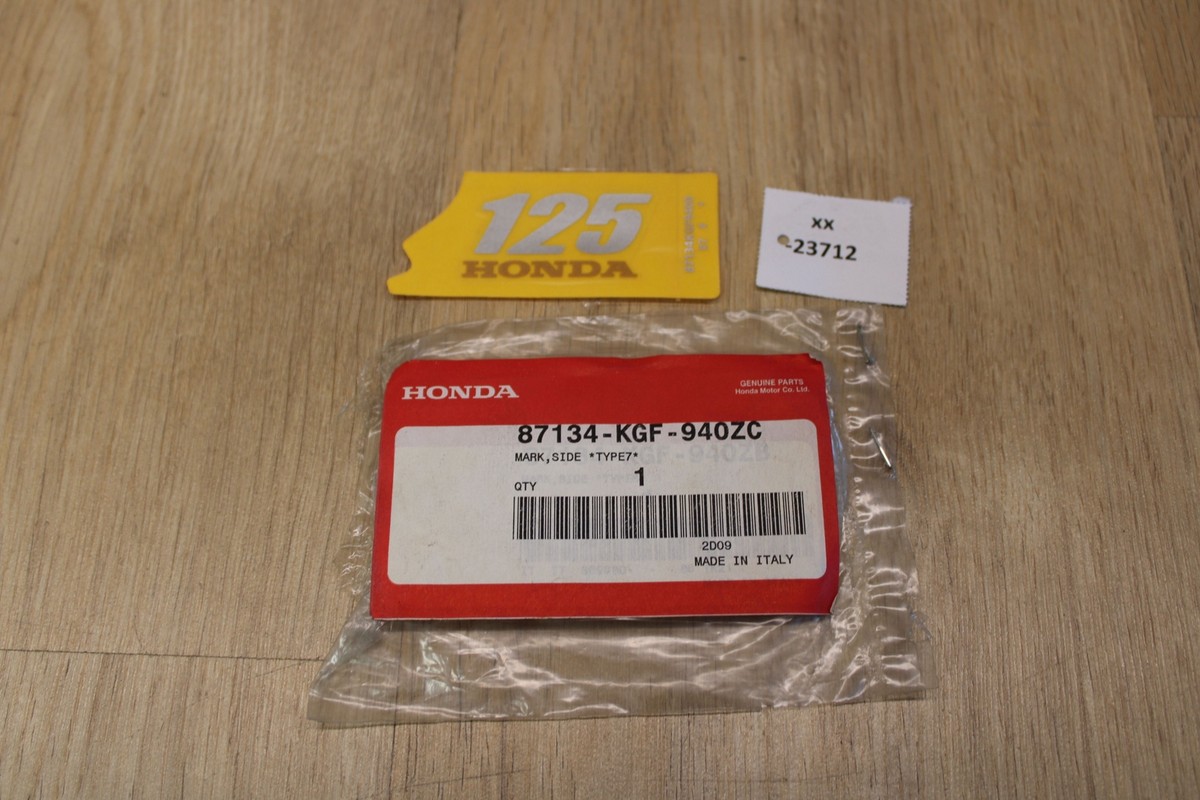 125
HONDA
xx
-23712
HONDA
GENUINE PARTS
Honda Motor Co. Ltd.
87134-KGF-940ZC
MARK,SIDE *TYPE7*
QTY 1
2D09
MADE IN ITALY